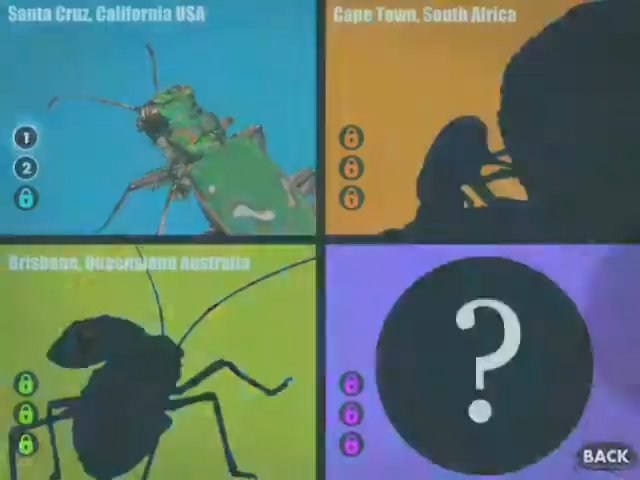 Santa Cruz, California USA
Cape Town, South Africa
1
2
Brisbane, Queensland Australia
?
BACK